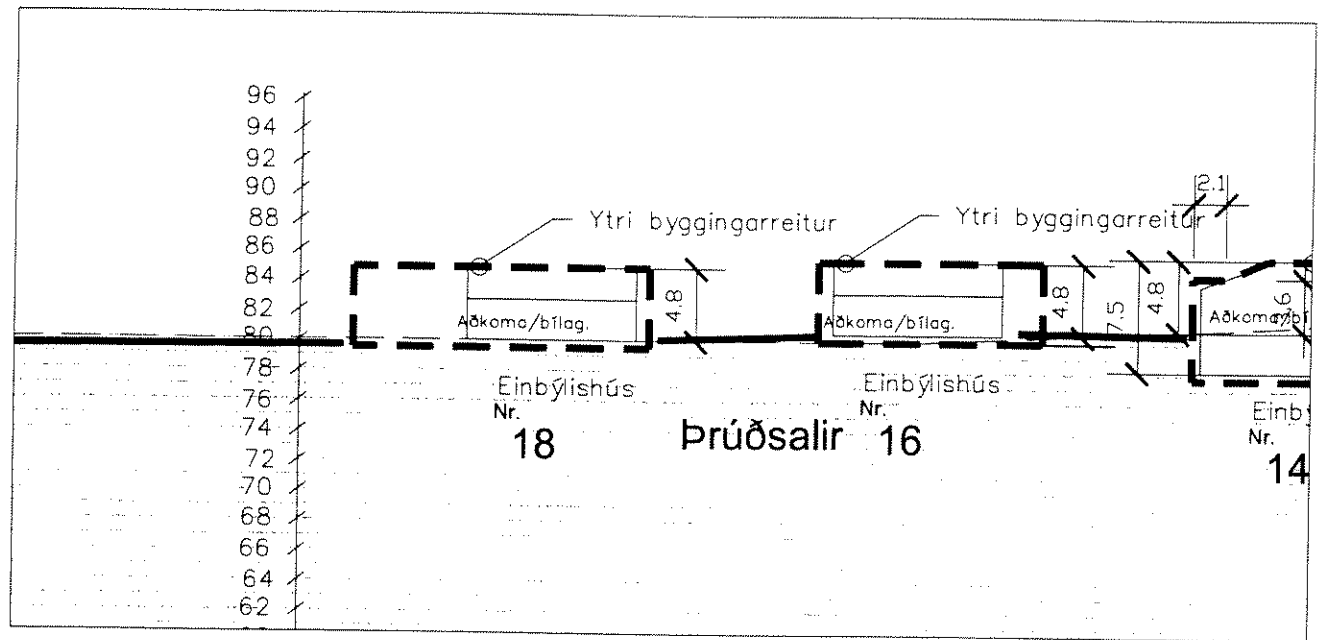 96
94
92
90
88
86
84
82
80
78
76
74
72
70
68
66
64
62
Ytri byggingarreitur
Aðkoma/bílag.
4.8
Einbýlishús
Nr.
18
Þrúðsalir
Ytri byggingarreitur
Aðkoma/bílag.
4.8
7.5
4.8
Einbýlishús
Nr.
16
2.1
Nr.
14